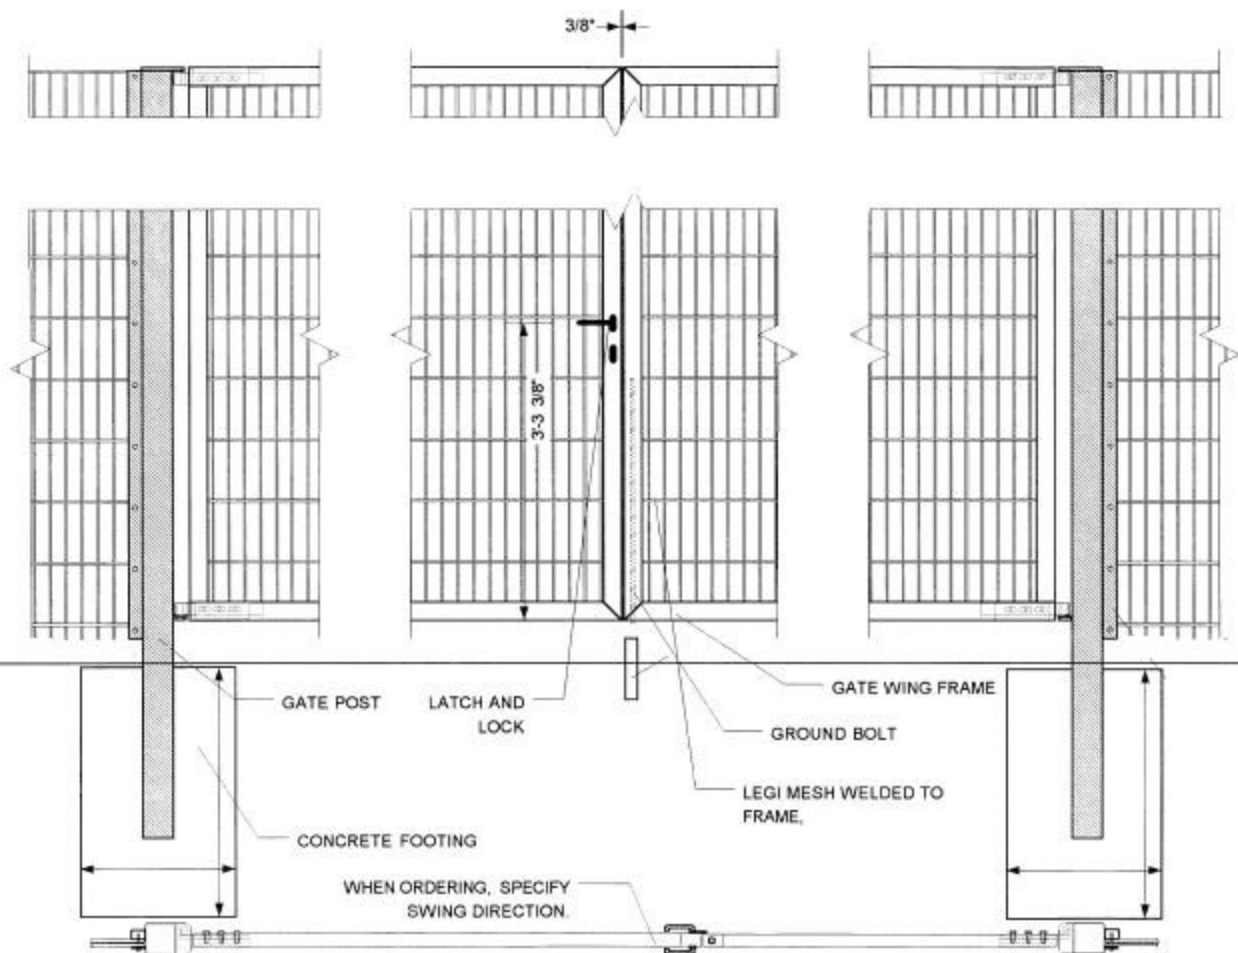 3/8"
3'-3 3/8"
GATE POST
LATCH AND
LOCK
GATE WING FRAME
GROUND BOLT
LEGI MESH WELDED TO
FRAME,
CONCRETE FOOTING
WHEN ORDERING, SPECIFY
SWING DIRECTION.